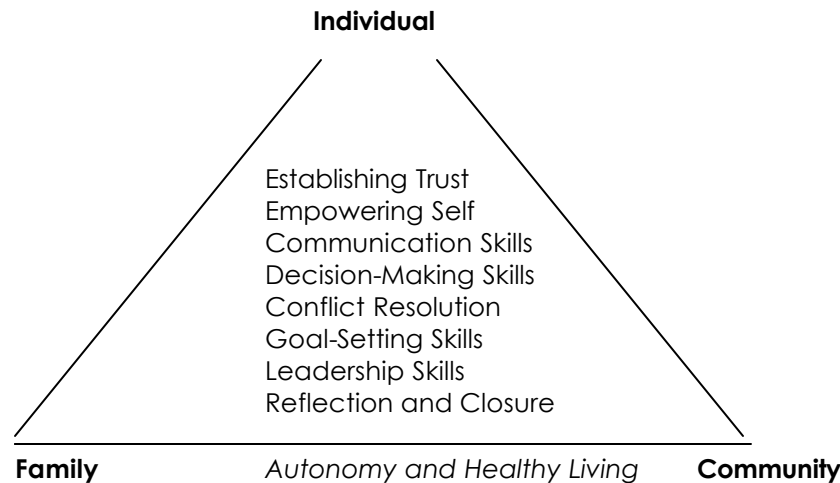 Individual
Establishing Trust
Empowering Self
Communication Skills
Decision-Making Skills
Conflict Resolution
Goal-Setting Skills
Leadership Skills
Reflection and Closure
Family Autonomy and Healthy Living Community